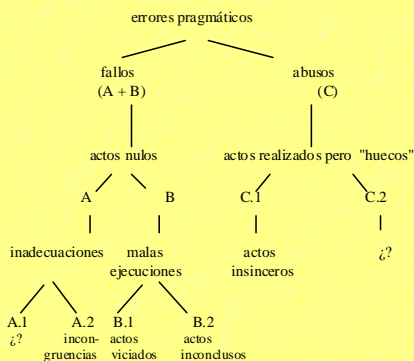 errores pragmáticos
fallos abusos
(A + B) (C)
actos nulos actos realizados pero "huecos"
A B C.1 C.2
inadecuaciones malas actos ¿?
ejecuciones insinceros
A.1 A.2 B.1 B.2
¿? incon- actos actos
gruencias viciados inconclusos